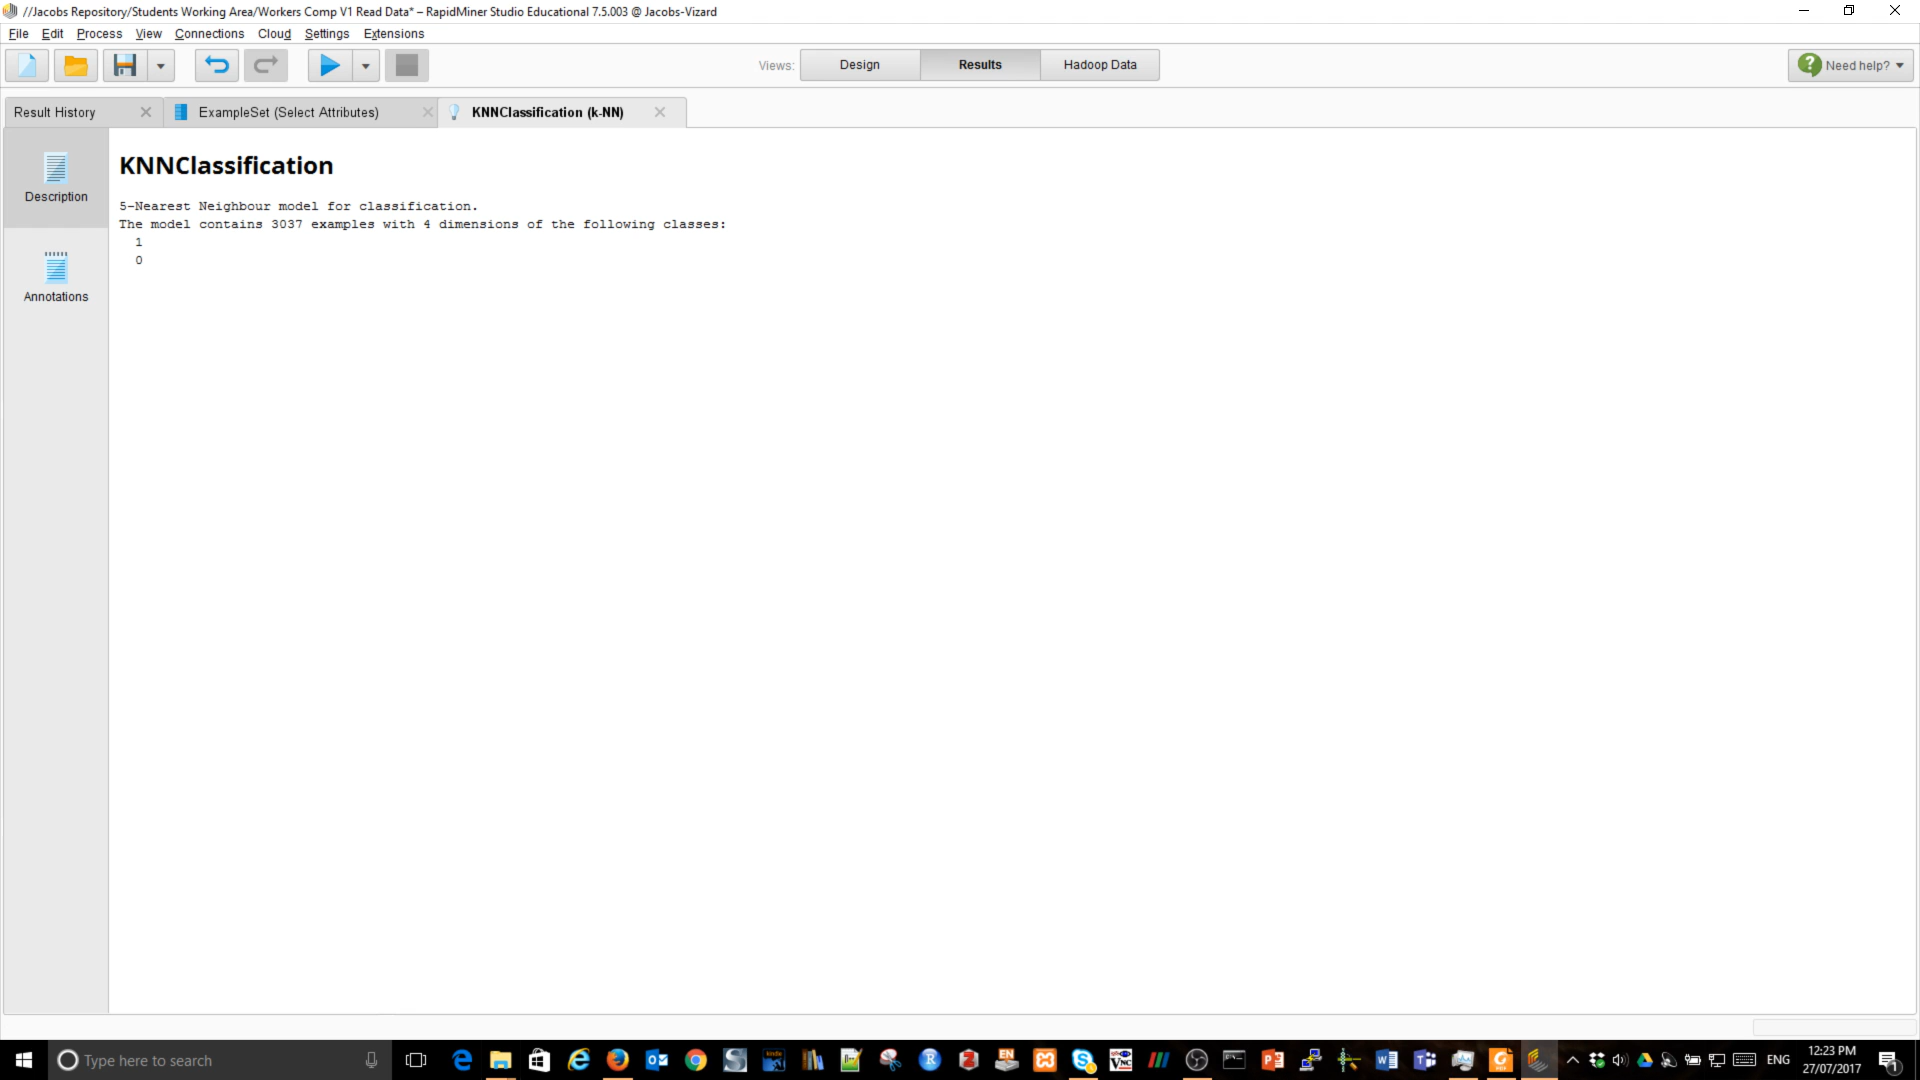 //Jacobs Repository/Students Working Area/Workers Comp V1 Read Data* – RapidMiner Studio Educational 7.5.003 @ Jacobs-Vizard
File Edit Process View Connections Cloud Settings Extensions
Views: Design Results Hadoop Data
Need help?
Result History
ExampleSet (Select Attributes)
KNNClassification (k-NN)
Description
Annotations
KNNClassification
5-Nearest Neighbour model for classification.
The model contains 3037 examples with 4 dimensions of the following classes:
1
0
Type here to search
ENG
12:23 PM
27/07/2017